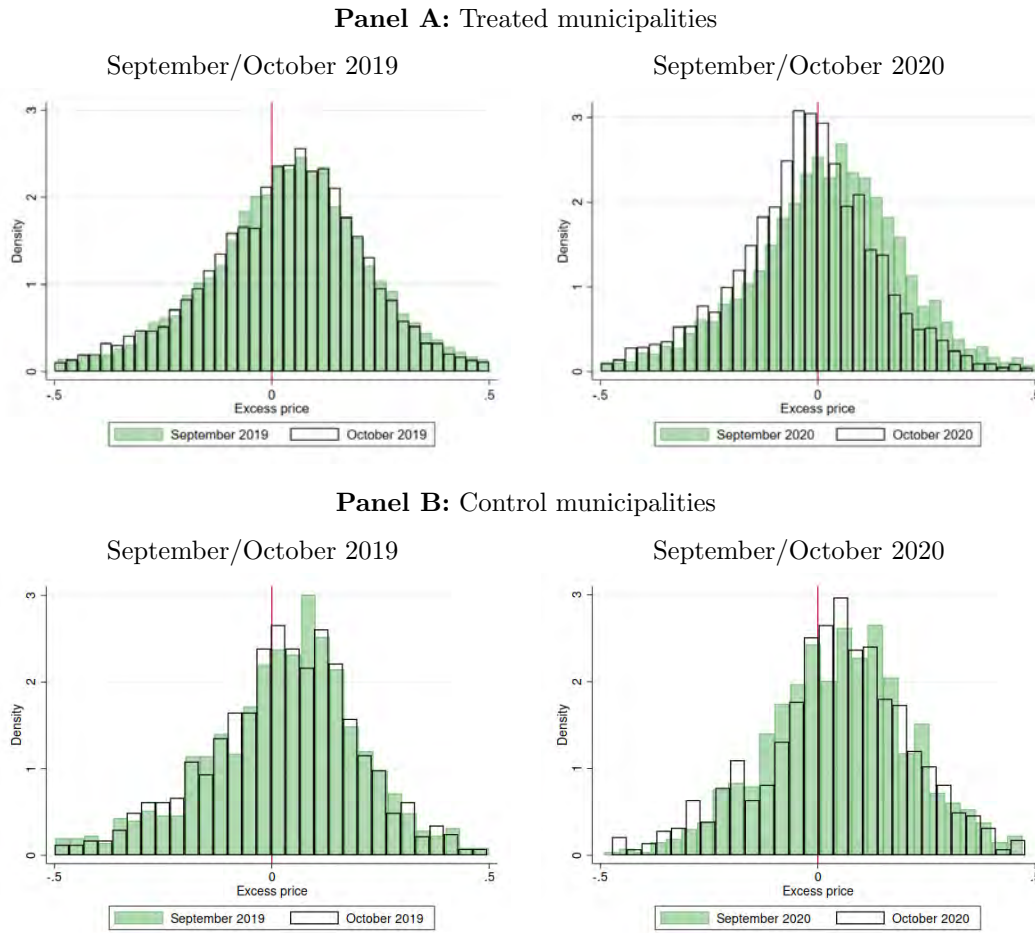 Panel A: Treated municipalities
September/October 2019
September/October 2020
3
2
1
0
Density
-.5
0
.5
Excess price
September 2019
October 2019
3
2
1
0
Density
-.5
0
.5
Excess price
September 2020
October 2020
Panel B: Control municipalities
September/October 2019
September/October 2020
3
2
1
0
Density
-.5
0
.5
Excess price
September 2019
October 2019
3
2
1
0
Density
-.5
0
.5
Excess price
September 2020
October 2020